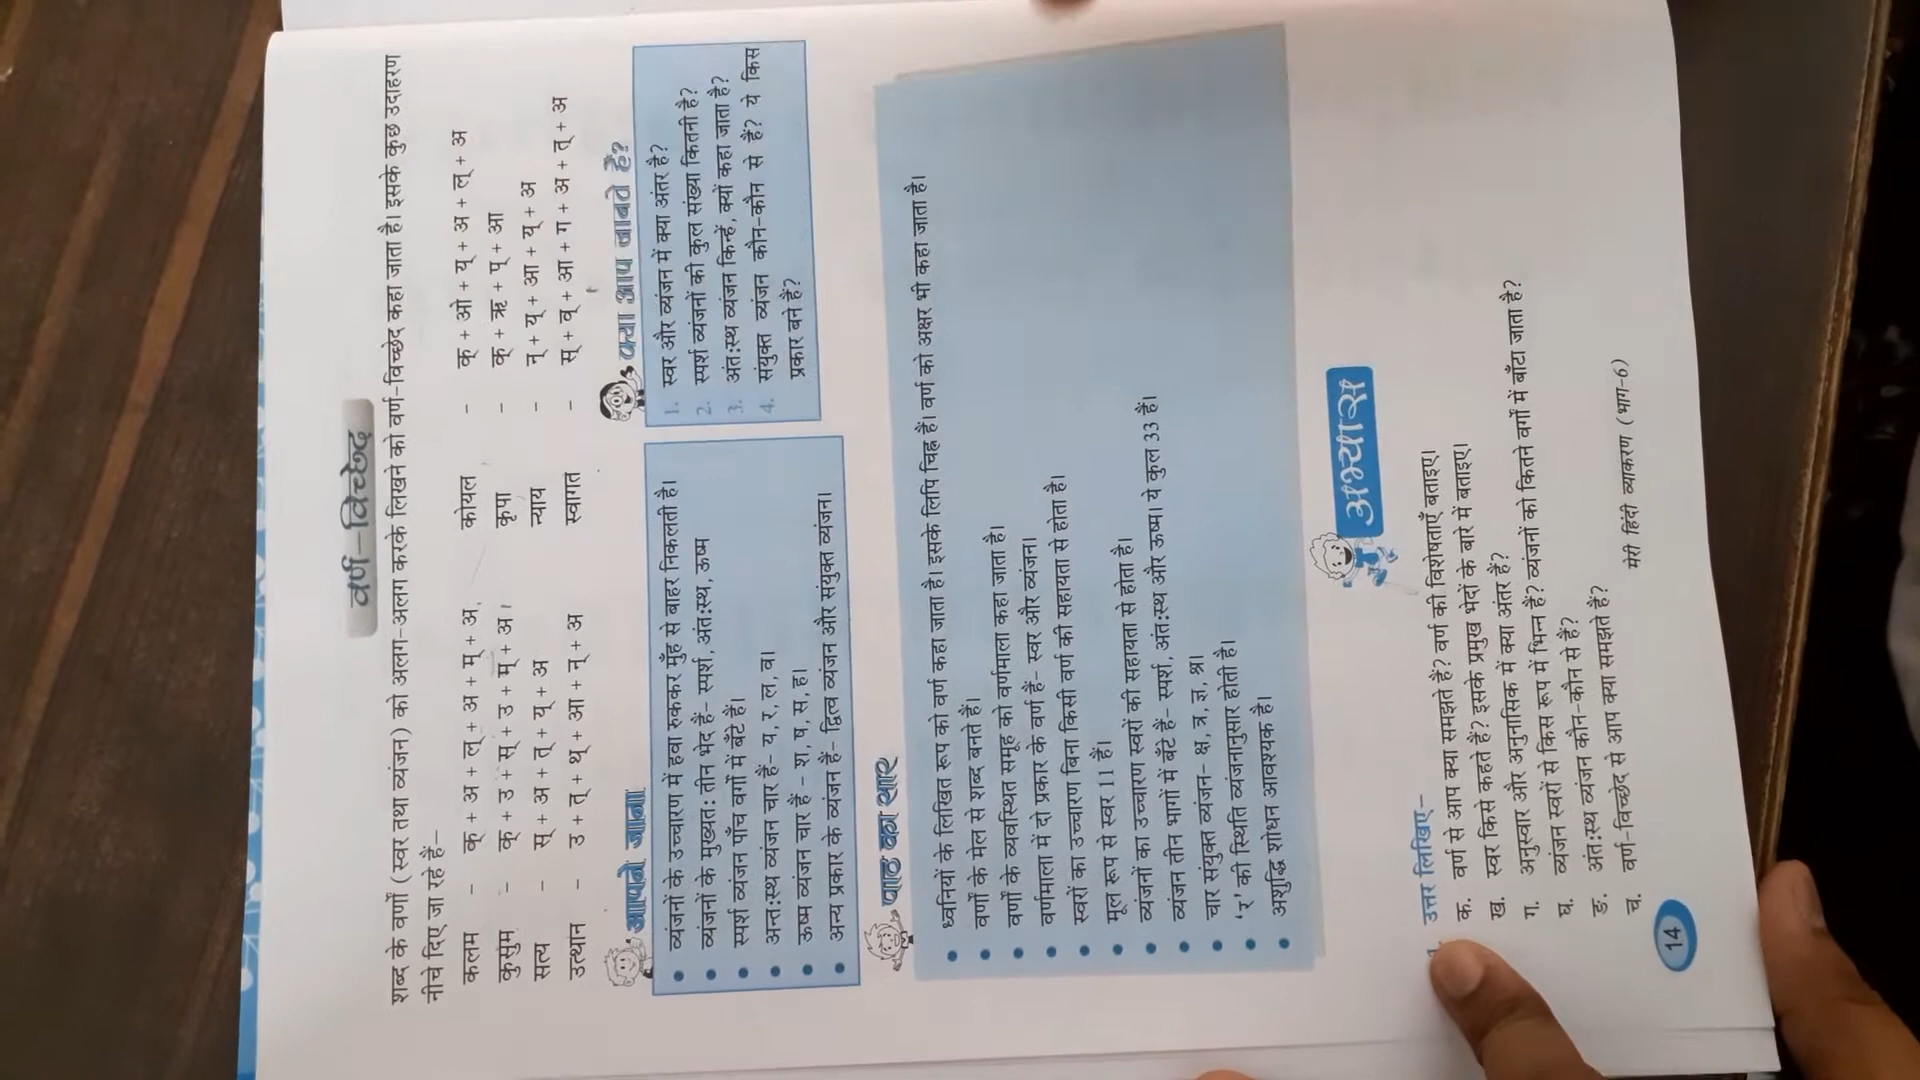 वर्ण-विच्छेद
शब्द के वर्णों (स्वर तथा व्यंजन) को अलग-अलग करके लिखने को वर्ण-विच्छेद कहा जाता है। इसके कुछ उदाहरण
नीचे दिए जा रहे हैं-
कलम - क् + अ + ल् + अ + म् + अ, कोयल - क् + ओ + य् + अ + ल् + अ
कुसुम - क् + उ + स् + उ + म् + अ। कृपा - क् + ऋ + प् + आ
सत्य - स् + अ + त् + य् + अ न्याय - न् + य् + आ + य् + अ
उत्थान - उ + त् + थ् + आ + न् + अ स्वागत - स् + व् + आ + ग + अ + त् + अ
आपने जाना
व्यंजनों के उच्चारण में हवा रुककर मुँह से बाहर निकलती है।
व्यंजनों के मुख्यत: तीन भेद हैं- स्पर्श, अंत:स्थ, ऊष्म
स्पर्श व्यंजन पाँच वर्गों में बँटे हैं।
अन्त:स्थ व्यंजन चार हैं- य, र, ल, व।
ऊष्म व्यंजन चार हैं - श, ष, स, ह।
अन्य प्रकार के व्यंजन हैं- द्वित्व व्यंजन और संयुक्त व्यंजन।
क्या आप जानते हैं?
1. स्वर और व्यंजन में क्या अंतर है?
2. स्पर्श व्यंजनों की कुल संख्या कितनी है?
3. अंत:स्थ व्यंजन किन्हें, क्यों कहा जाता है?
4. संयुक्त व्यंजन कौन-कौन से हैं? ये किस
प्रकार बने हैं?
पाठ का सार
ध्वनियों के लिखित रूप को वर्ण कहा जाता है। इसके लिपि चिह्न हैं। वर्ण को अक्षर भी कहा जाता है।
वर्णों के मेल से शब्द बनते हैं।
वर्णों के व्यवस्थित समूह को वर्णमाला कहा जाता है।
वर्णमाला में दो प्रकार के वर्ण हैं- स्वर और व्यंजन।
स्वरों का उच्चारण बिना किसी वर्ण की सहायता से होता है।
मूल रूप से स्वर 11 हैं।
व्यंजनों का उच्चारण स्वरों की सहायता से होता है।
व्यंजन तीन भागों में बँटे हैं- स्पर्श, अंत:स्थ और ऊष्म। ये कुल 33 हैं।
चार संयुक्त व्यंजन- क्ष, त्र, ज्ञ, श्र।
'र' की स्थिति व्यंजनानुसार होती है।
अशुद्धि शोधन आवश्यक है।
अभ्यास
उत्तर लिखिए-
क. वर्ण से आप क्या समझते हैं? वर्ण की विशेषताएँ बताइए।
ख. स्वर किसे कहते हैं? इसके प्रमुख भेदों के बारे में बताइए।
ग. अनुस्वार और अनुनासिक में क्या अंतर हैं?
घ. व्यंजन स्वरों से किस रूप में भिन्न हैं? व्यंजनों को कितने वर्गों में बाँटा जाता है?
ङ. अंत:स्थ व्यंजन कौन-कौन से हैं?
च. वर्ण-विच्छेद से आप क्या समझते हैं?
14
मेरी हिंदी व्याकरण (भाग-6)